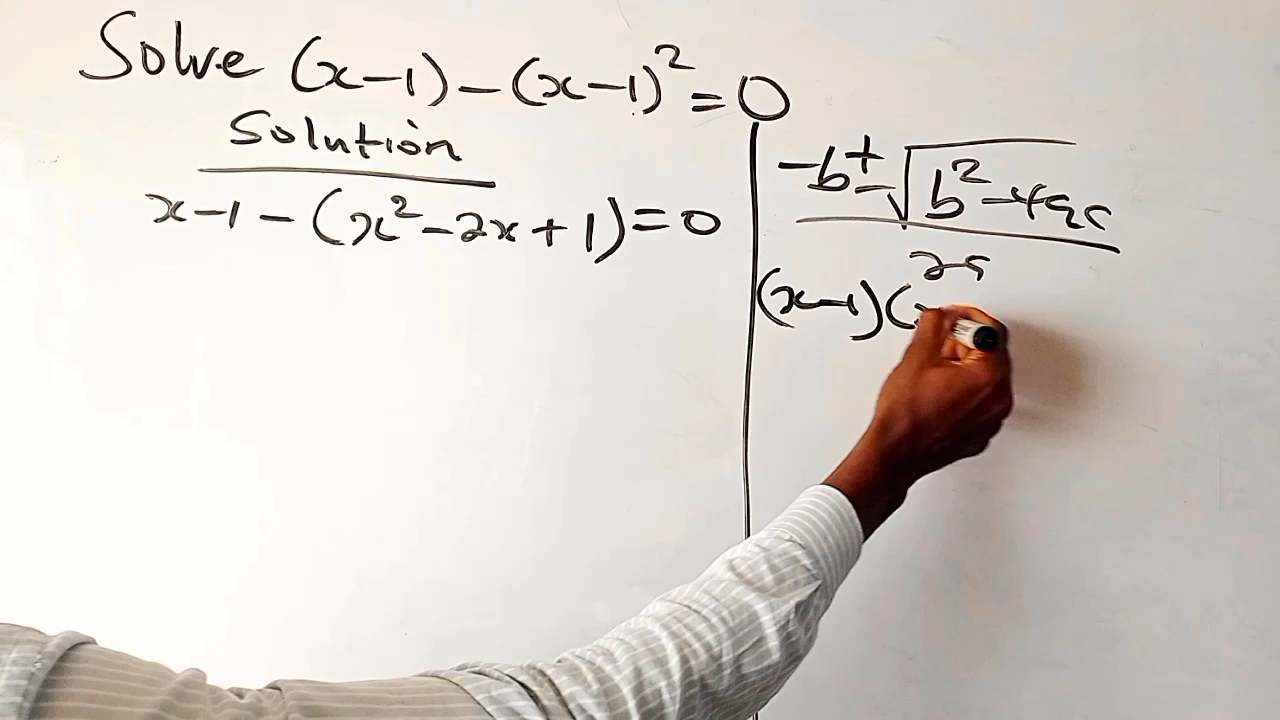 Solve (x-1)-(x-1)²=0
Solution
x-1-(x²-2x+1)=0
-b±√b²-4ac
2a
(x-1)(